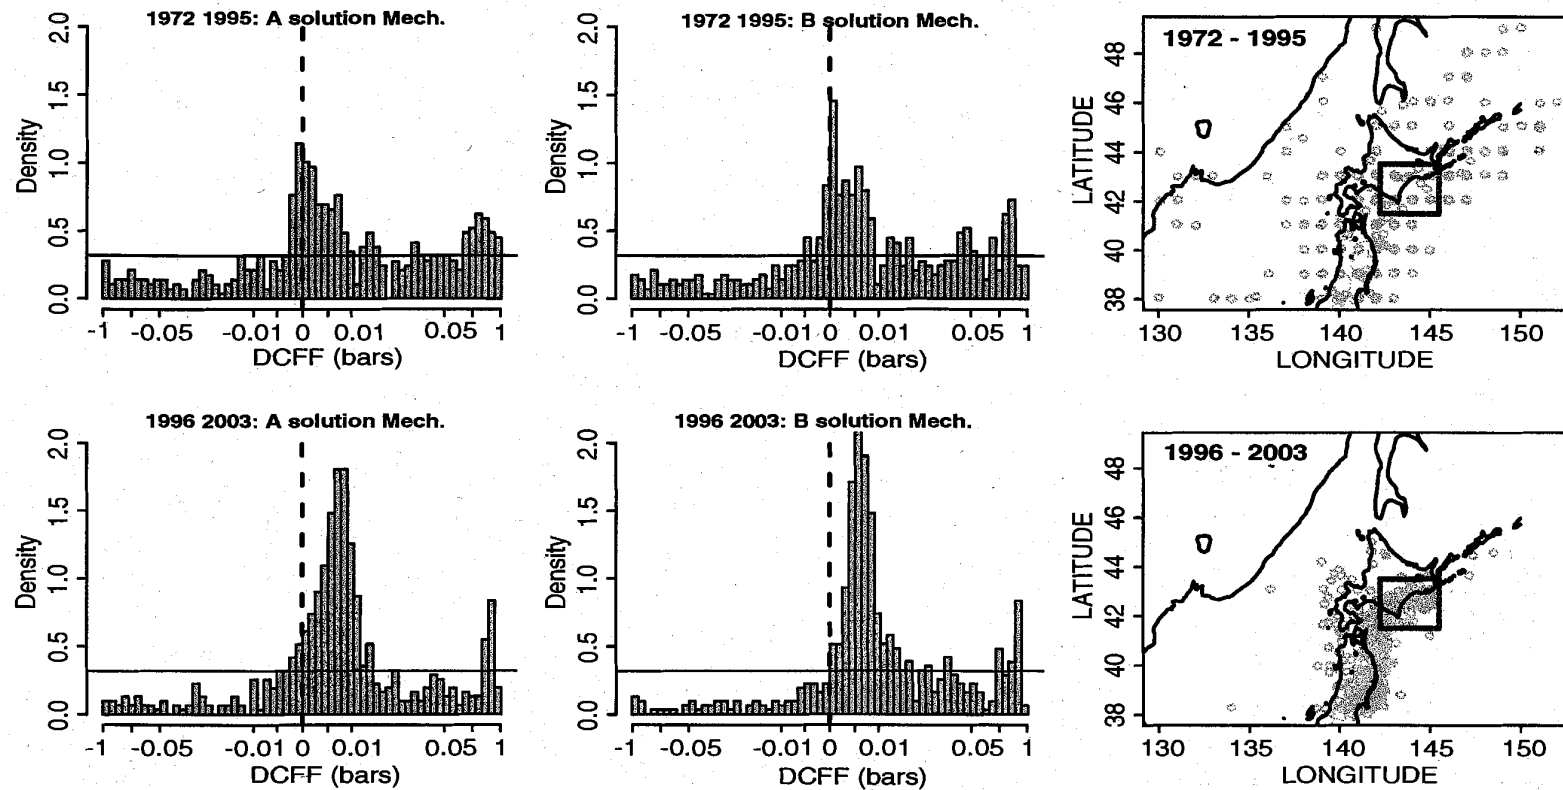 1972 1995: A solution Mech.
Density
0.0 0.5 1.0 1.5 2.0
-1 -0.05 -0.01 0 0.01 0.05 1
DCFF (bars)
1972 1995: B solution Mech.
Density
0.0 0.5 1.0 1.5 2.0
-1 -0.05 -0.01 0 0.01 0.05 1
DCFF (bars)
1972 - 1995
LATITUDE
38 40 42 44 46 48
130 135 140 145 150
LONGITUDE
1996 2003: A solution Mech.
Density
0.0 0.5 1.0 1.5 2.0
-1 -0.05 -0.01 0 0.01 0.05 1
DCFF (bars)
1996 2003: B solution Mech.
Density
0.0 0.5 1.0 1.5 2.0
-1 -0.05 -0.01 0 0.01 0.05 1
DCFF (bars)
1996 - 2003
LATITUDE
38 40 42 44 46 48
130 135 140 145 150
LONGITUDE